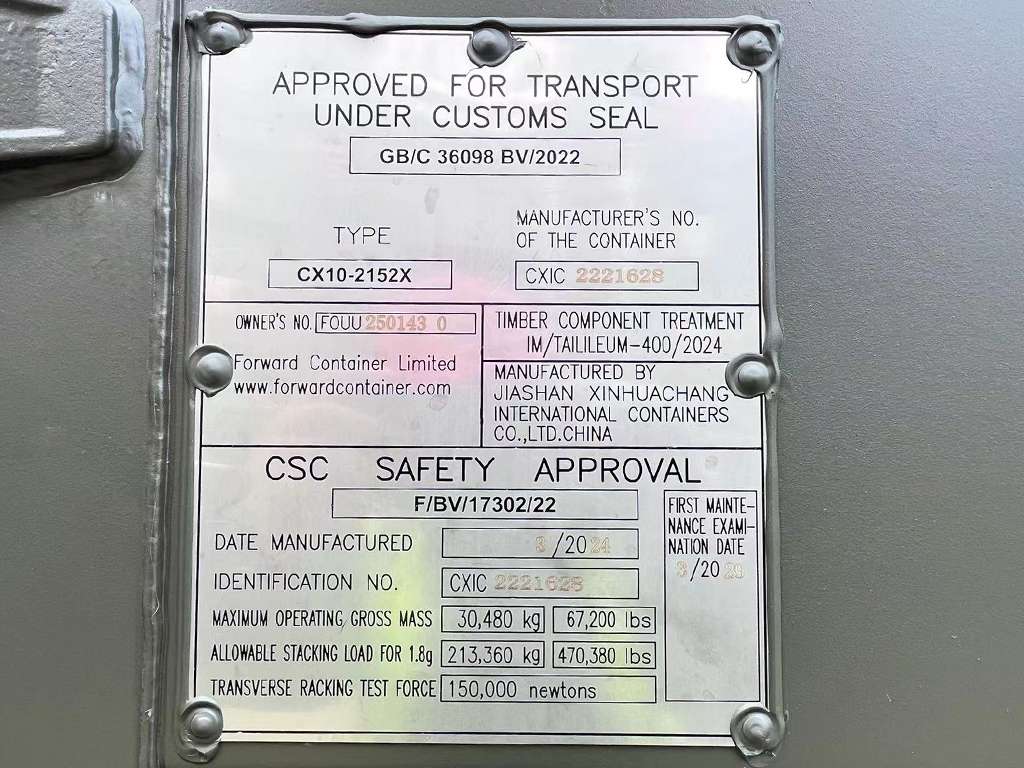 APPROVED FOR TRANSPORT
UNDER CUSTOMS SEAL
GB/C 36098 BV/2022
TYPE
CX10-2152X
MANUFACTURER'S NO.
OF THE CONTAINER
CXIC 2221628
OWNER'S NO. FOUU 250143 0
Forward Container Limited
www.forwardcontainer.com
TIMBER COMPONENT TREATMENT
IM/TAILILEUM-400/2024
MANUFACTURED BY
JIASHAN XINHUACHANG
INTERNATIONAL CONTAINERS
CO.,LTD.CHINA
CSC SAFETY APPROVAL
F/BV/17302/22
DATE MANUFACTURED 3/2024
IDENTIFICATION NO. CXIC 2221628
MAXIMUM OPERATING GROSS MASS 30,480 kg 67,200 lbs
ALLOWABLE STACKING LOAD FOR 1.8g 213,360 kg 470,380 lbs
TRANSVERSE RACKING TEST FORCE 150,000 newtons
FIRST MAINTE-
NANCE EXAMI-
NATION DATE
3/2029